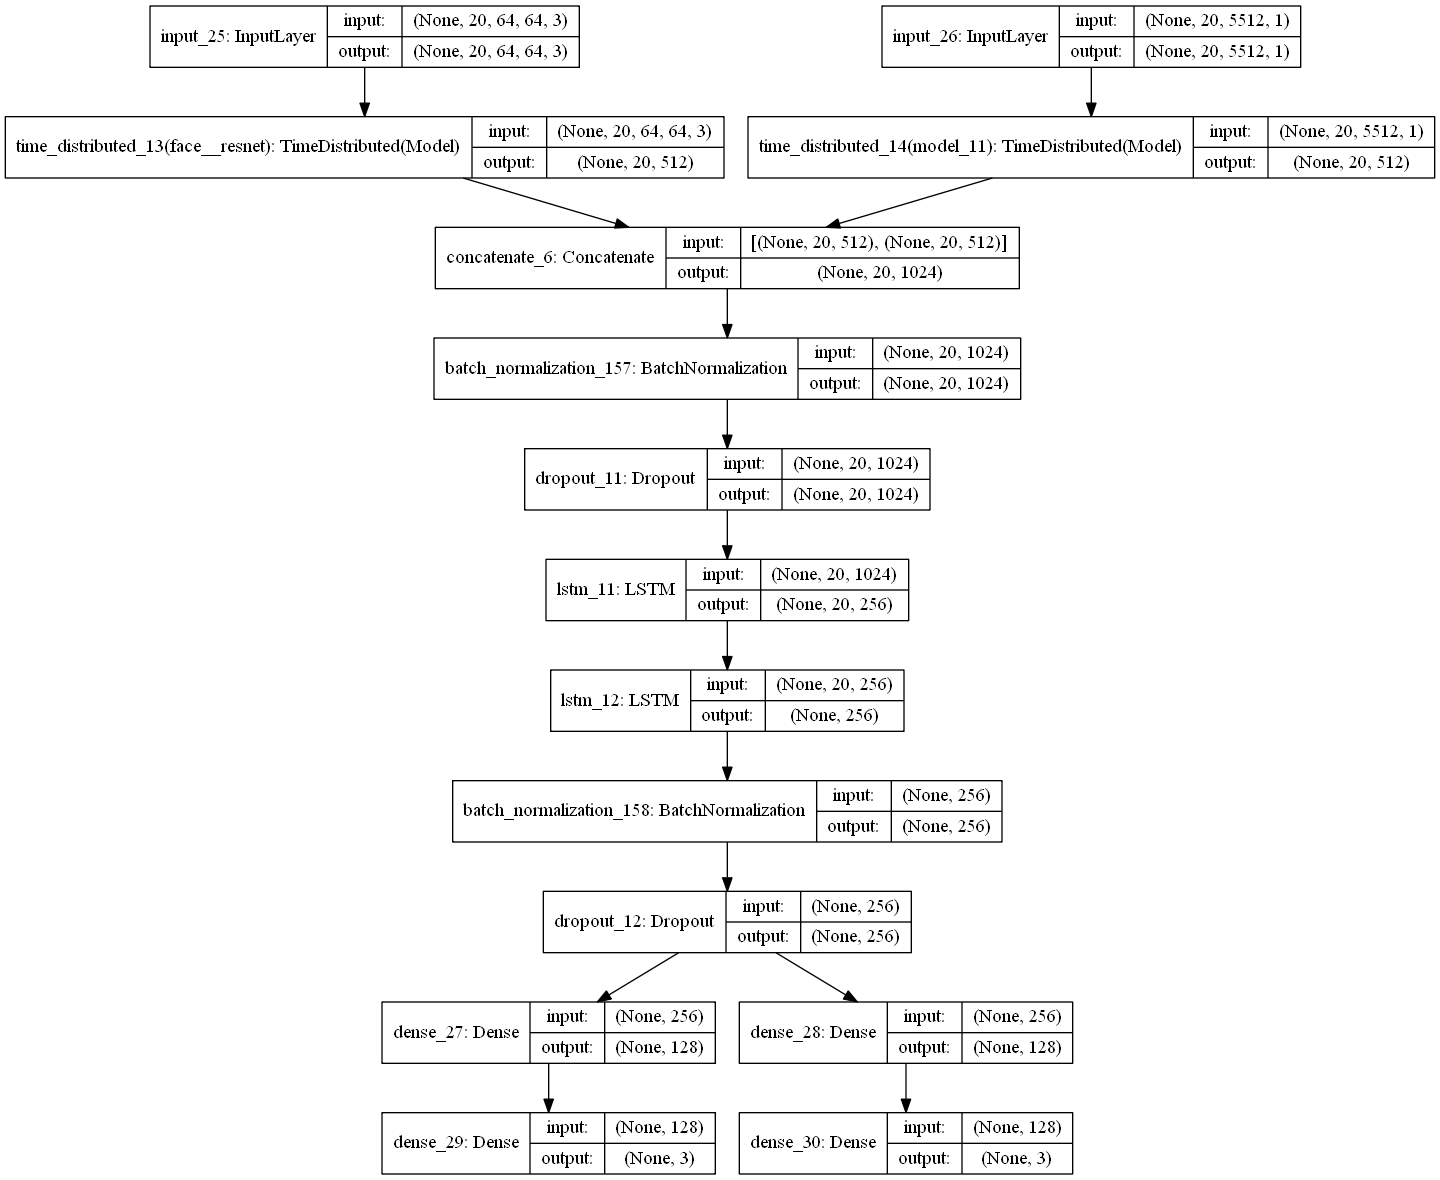 input_25: InputLayer
input: (None, 20, 64, 64, 3)
output: (None, 20, 64, 64, 3)
input_26: InputLayer
input: (None, 20, 5512, 1)
output: (None, 20, 5512, 1)
time_distributed_13(face__resnet): TimeDistributed(Model)
input: (None, 20, 64, 64, 3)
output: (None, 20, 512)
time_distributed_14(model_11): TimeDistributed(Model)
input: (None, 20, 5512, 1)
output: (None, 20, 512)
concatenate_6: Concatenate
input: [(None, 20, 512), (None, 20, 512)]
output: (None, 20, 1024)
batch_normalization_157: BatchNormalization
input: (None, 20, 1024)
output: (None, 20, 1024)
dropout_11: Dropout
input: (None, 20, 1024)
output: (None, 20, 1024)
lstm_11: LSTM
input: (None, 20, 1024)
output: (None, 20, 256)
lstm_12: LSTM
input: (None, 20, 256)
output: (None, 256)
batch_normalization_158: BatchNormalization
input: (None, 256)
output: (None, 256)
dropout_12: Dropout
input: (None, 256)
output: (None, 256)
dense_27: Dense
input: (None, 256)
output: (None, 128)
dense_28: Dense
input: (None, 256)
output: (None, 128)
dense_29: Dense
input: (None, 128)
output: (None, 3)
dense_30: Dense
input: (None, 128)
output: (None, 3)